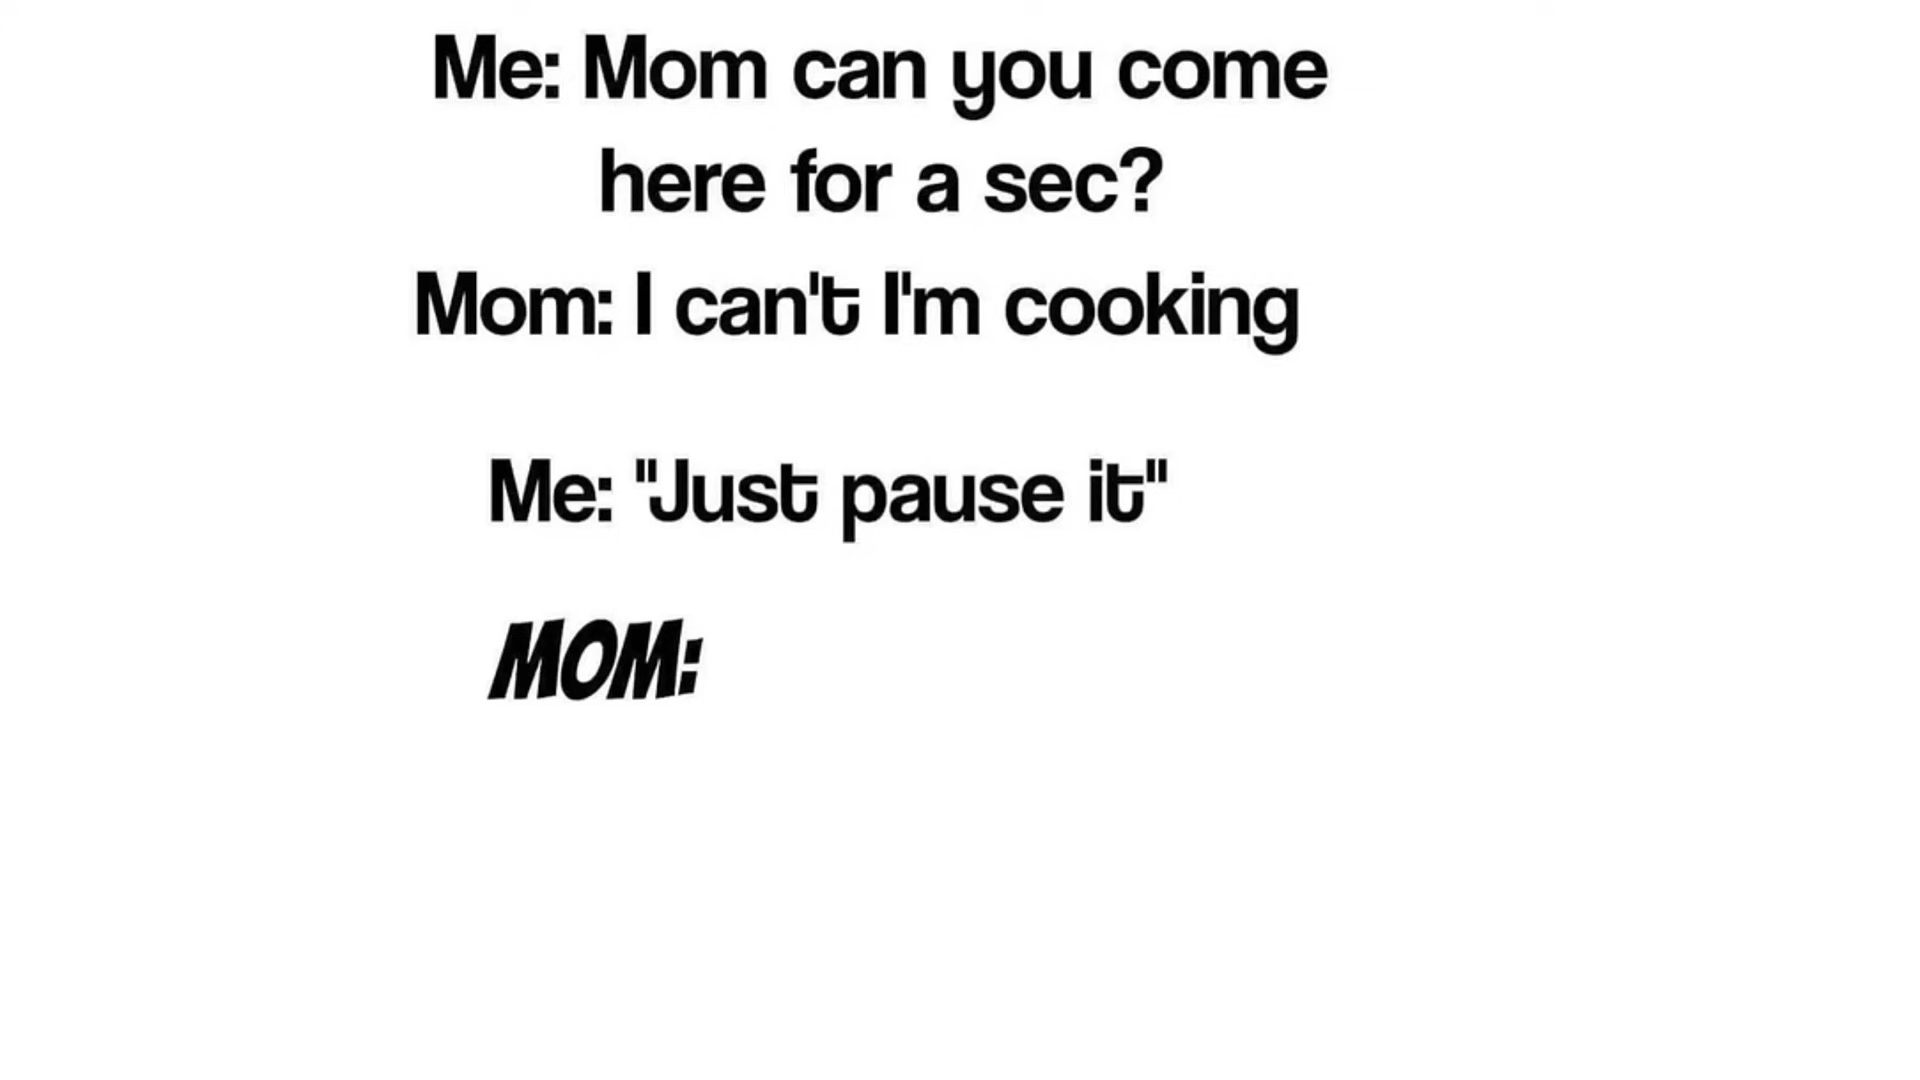 Me: Mom can you come
here for a sec?
Mom: I can't I'm cooking
Me: "Just pause it"
MOM: